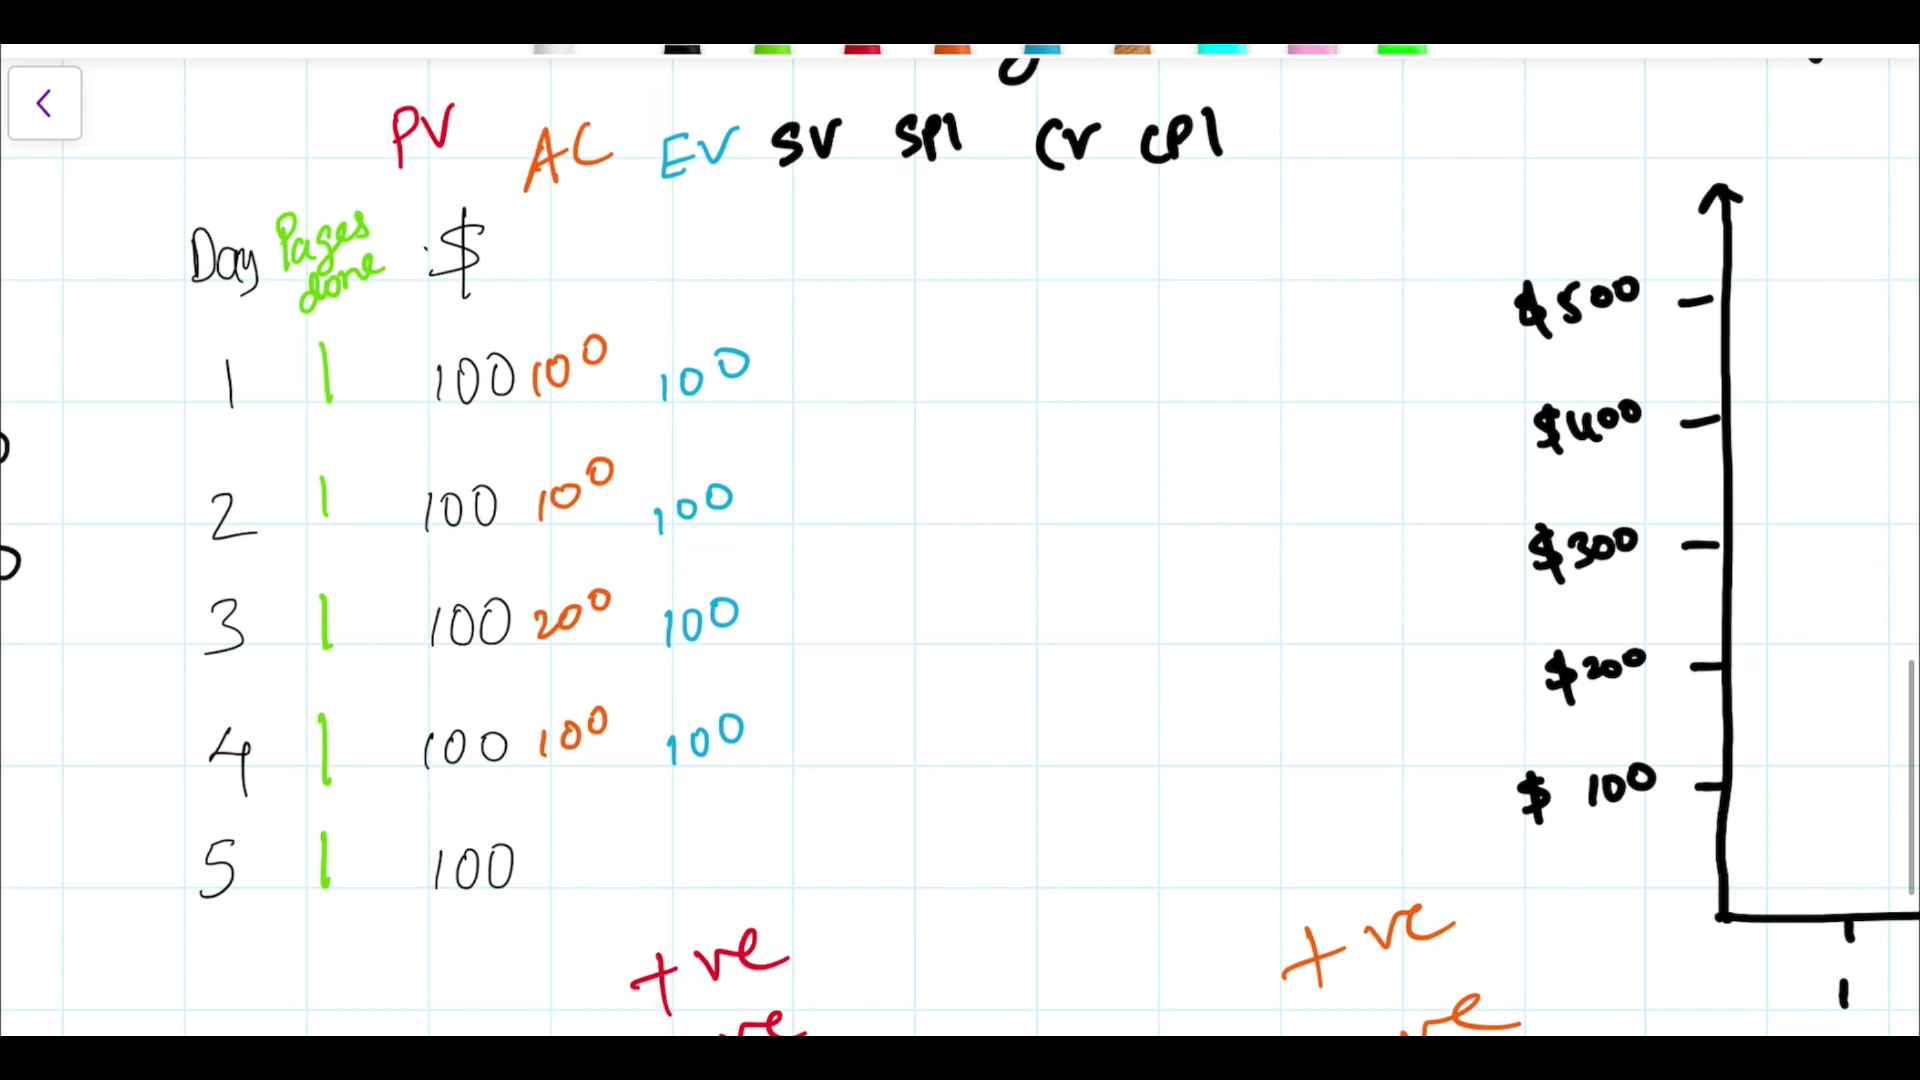 PV AC EV SV SPI CV CPI
Day Pages done $
1 1 100 100 100
2 1 100 100 100
3 1 100 200 100
4 1 100 100 100
5 1 100
+ve
ve
+ve
ve
$500
$400
$300
$200
$100
1